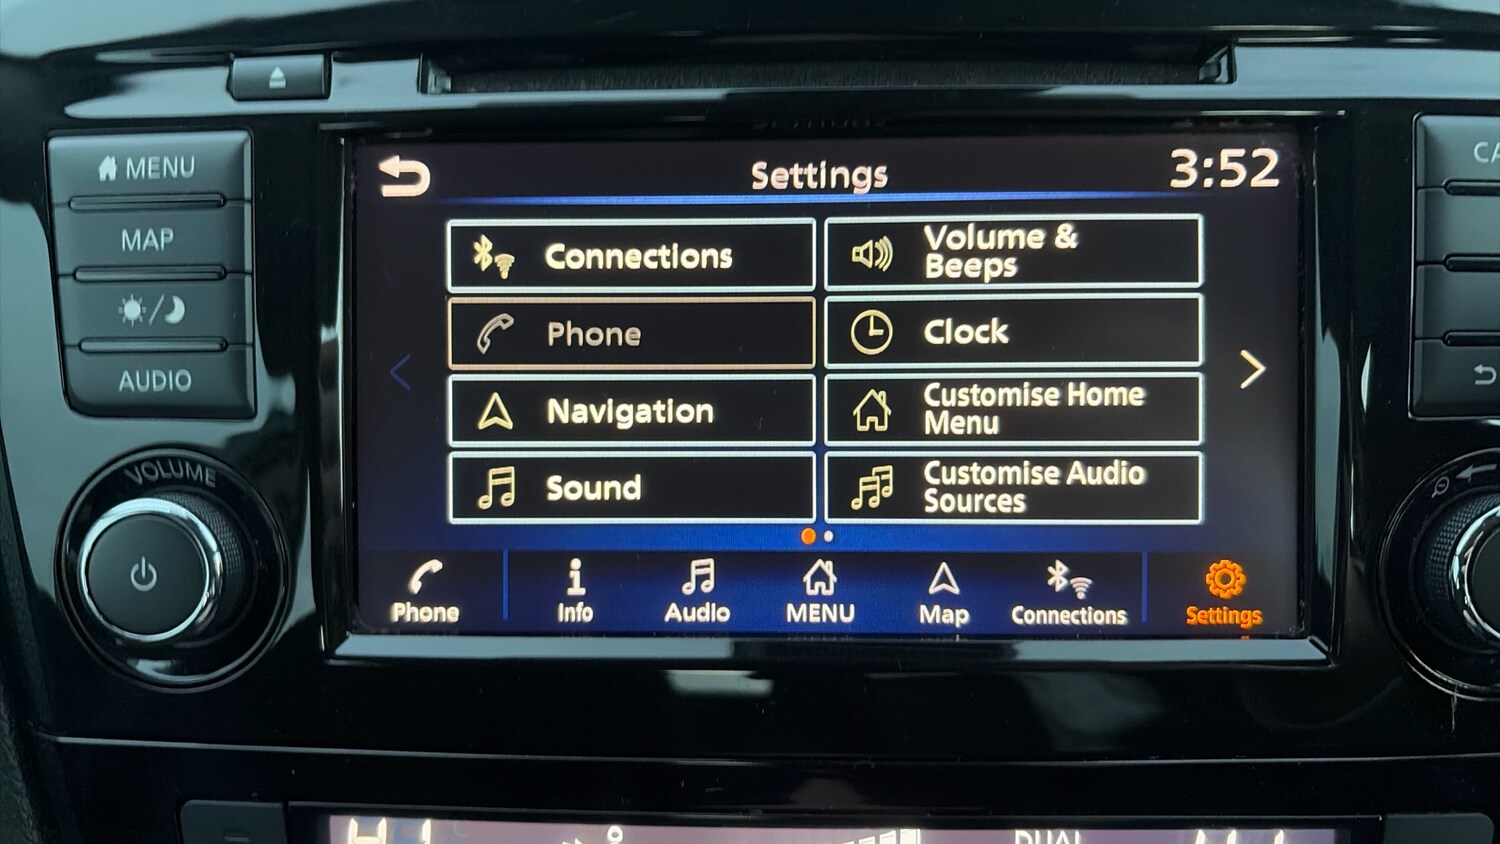 MENU
MAP
AUDIO
VOLUME
Settings
3:52
Connections
Volume &
Beeps
Phone
Clock
Navigation
Customise Home
Menu
Sound
Customise Audio
Sources
Phone
Info
Audio
MENU
Map
Connections
Settings
DUAL